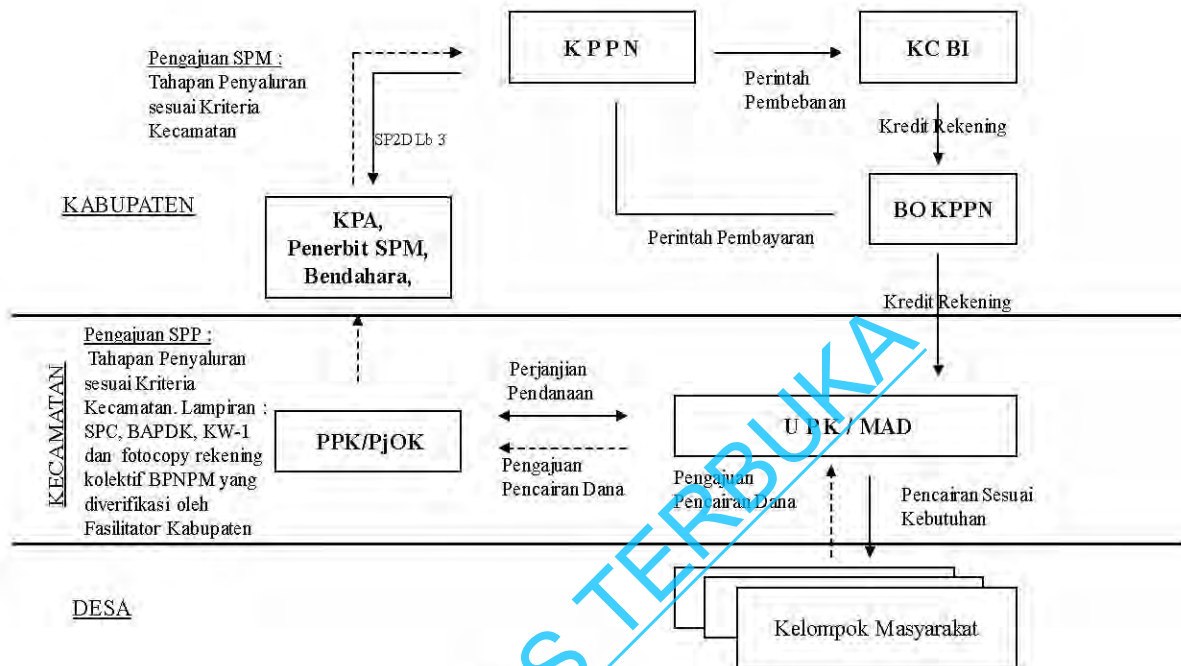 K P P N
KC BI
Pengajuan SPM :
Tahapan Penyaluran
sesuai Kriteria
Kecamatan
Perintah
Pembebanan
Kredit Rekening
SP2D Lb 3
KABUPATEN
KPA,
Penerbit SPM,
Bendahara,
BO KPPN
Perintah Pembayaran
Kredit Rekening
KECAMATAN
Pengajuan SPP :
Tahapan Penyaluran
sesuai Kriteria
Kecamatan. Lampiran :
SPC, BAPDK, KW-1
dan fotocopy rekening
kolektif BPNPM yang
diverifikasi oleh
Fasilitator Kabupaten
PPK/PjOK
Perjanjian
Pendanaan
Pengajuan
Pencairan Dana
U P K / MAD
Pengajuan
Pencairan Dana
Pencairan Sesuai
Kebutuhan
DESA
Kelompok Masyarakat
S TERBUKA